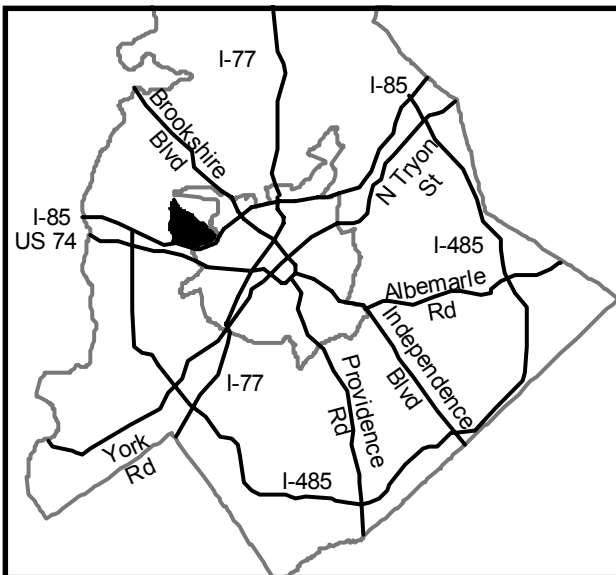 I-77
I-85
Brookshire
Blvd
N Tryon
St
I-85
US 74
I-485
Albemarle
Rd
Independence
Blvd
Providence
Rd
I-77
York
Rd
I-485